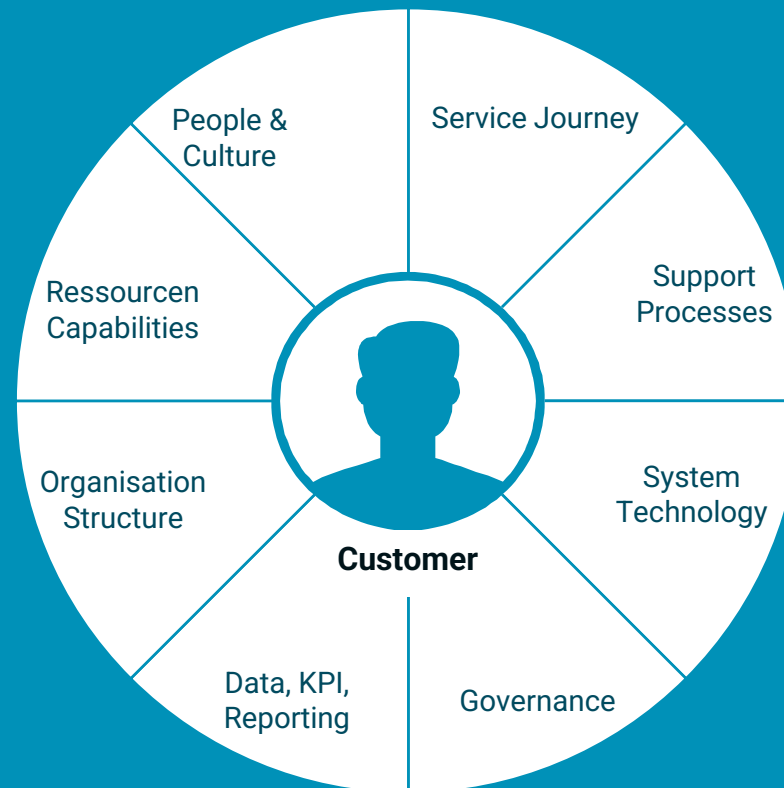 People &
Culture
Service Journey
Ressourcen
Capabilities
Support
Processes
Organisation
Structure
System
Technology
Customer
Data, KPI,
Reporting
Governance